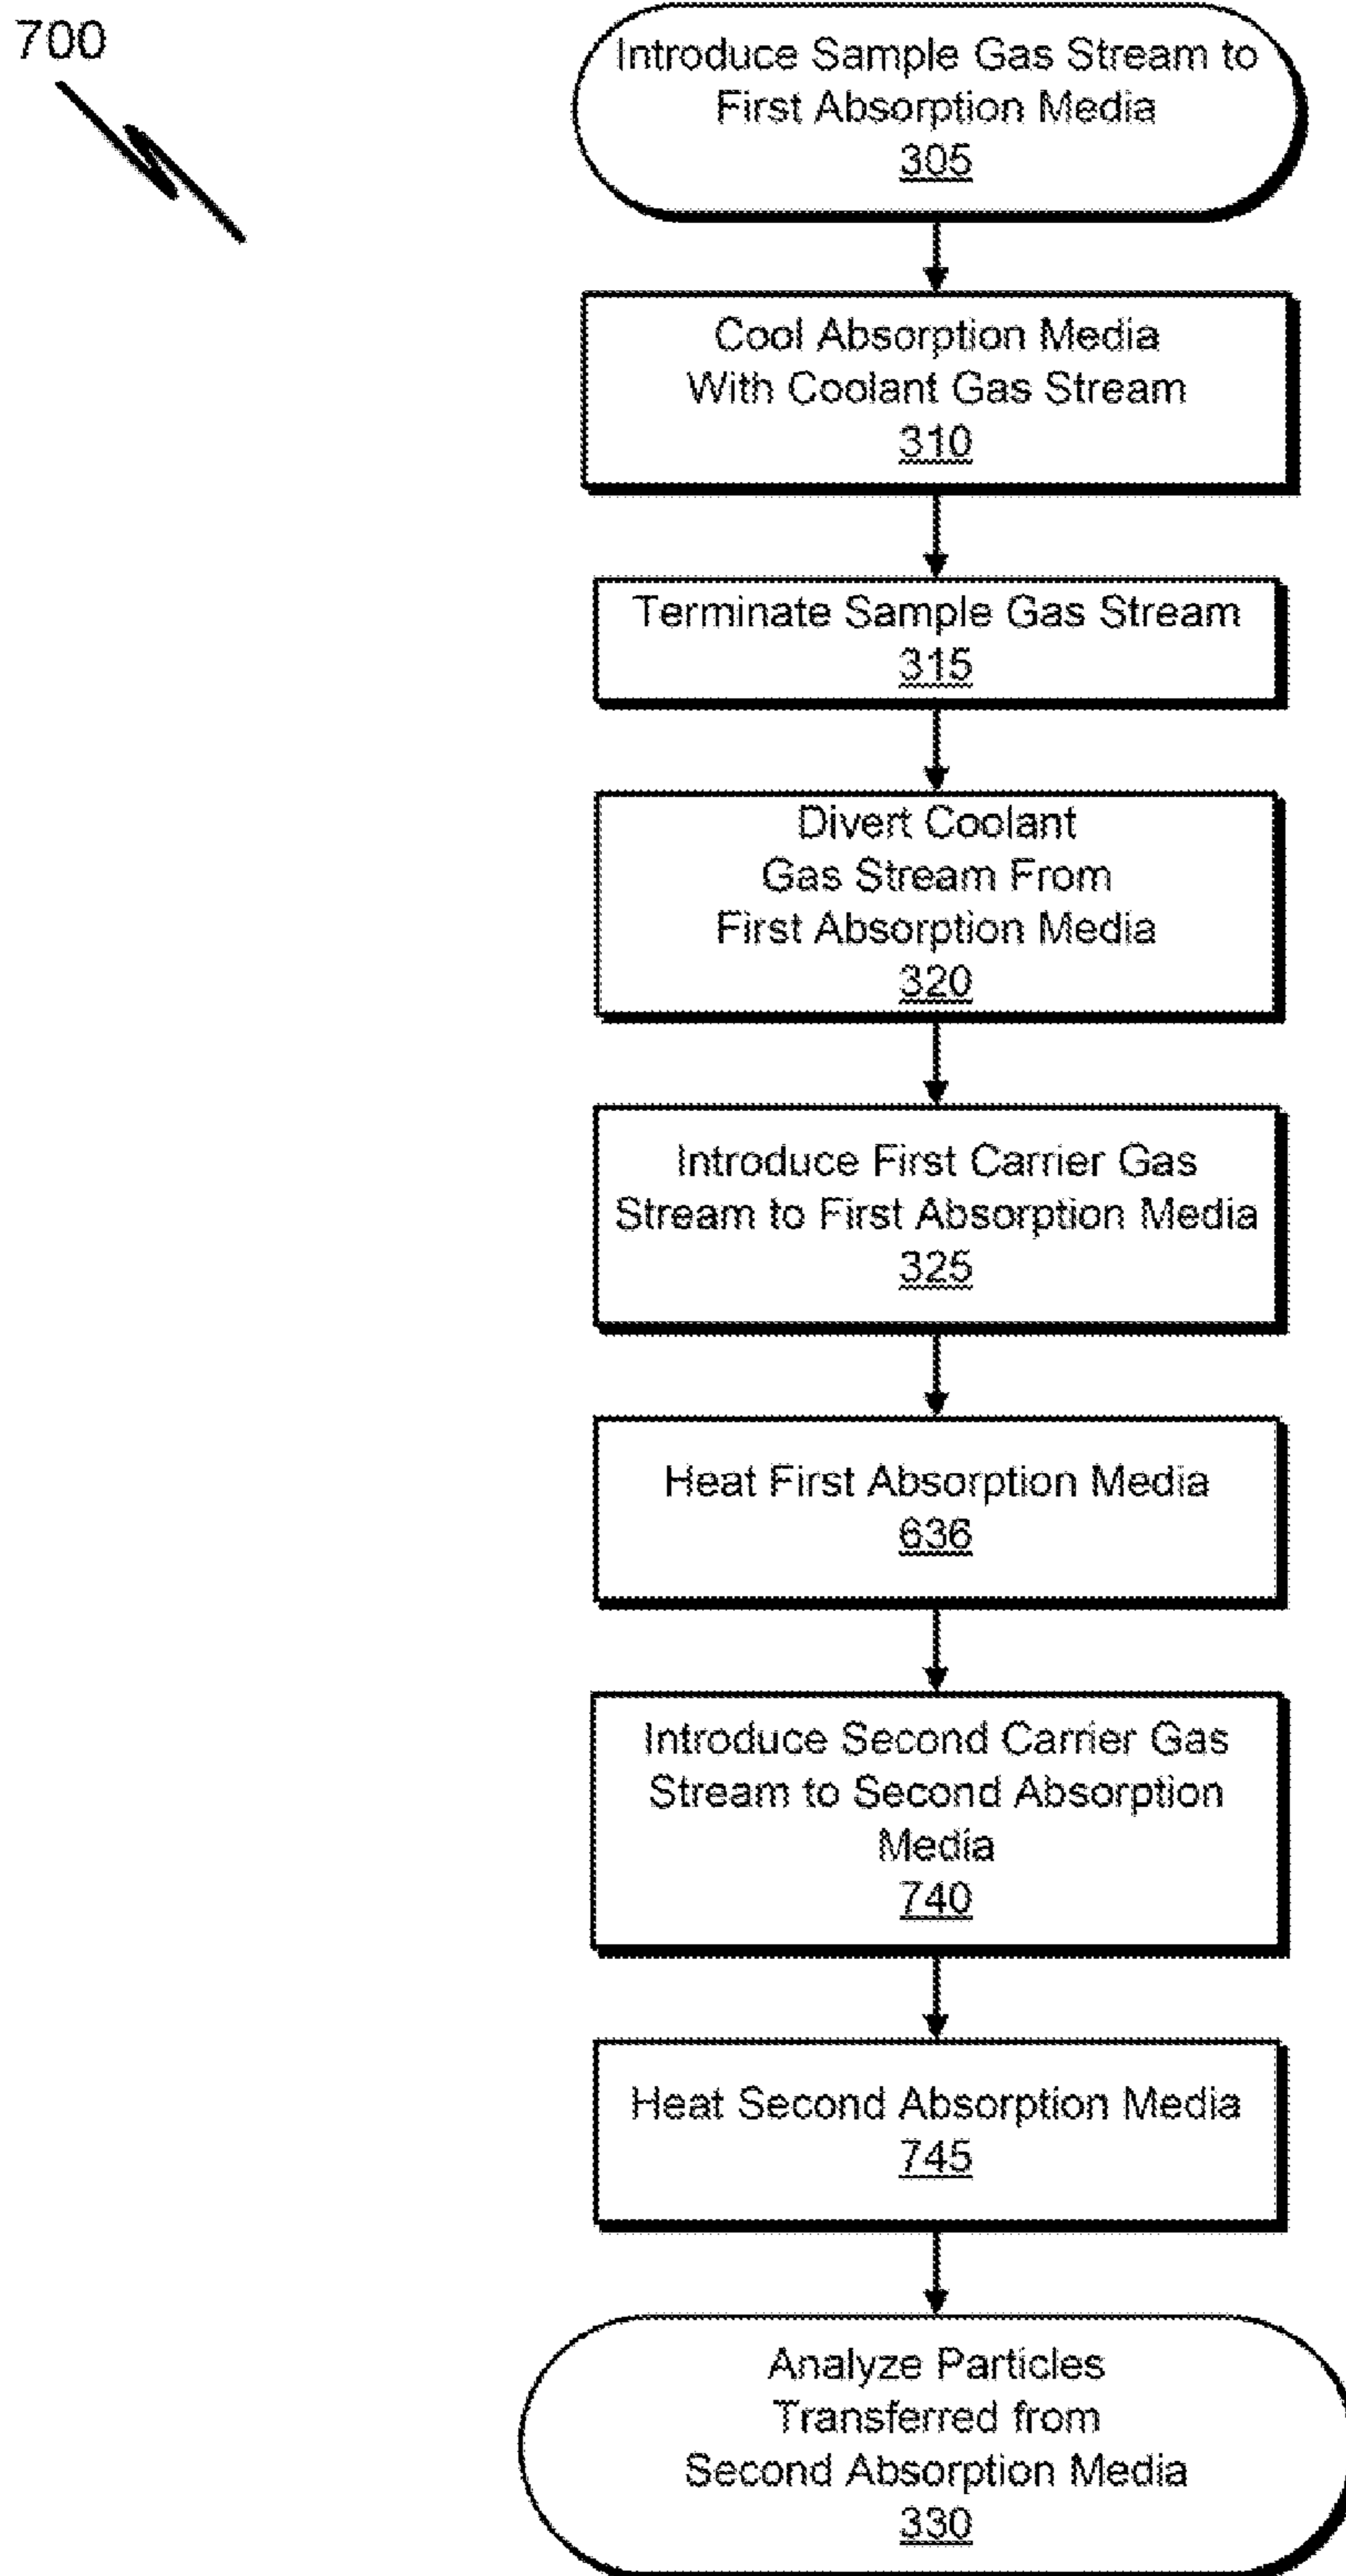 700
Introduce Sample Gas Stream to
First Absorption Media
305
Cool Absorption Media
With Coolant Gas Stream
310
Terminate Sample Gas Stream
315
Divert Coolant
Gas Stream From
First Absorption Media
320
Introduce First Carrier Gas
Stream to First Absorption Media
325
Heat First Absorption Media
636
Introduce Second Carrier Gas
Stream to Second Absorption
Media
740
Heat Second Absorption Media
745
Analyze Particles
Transferred from
Second Absorption Media
330